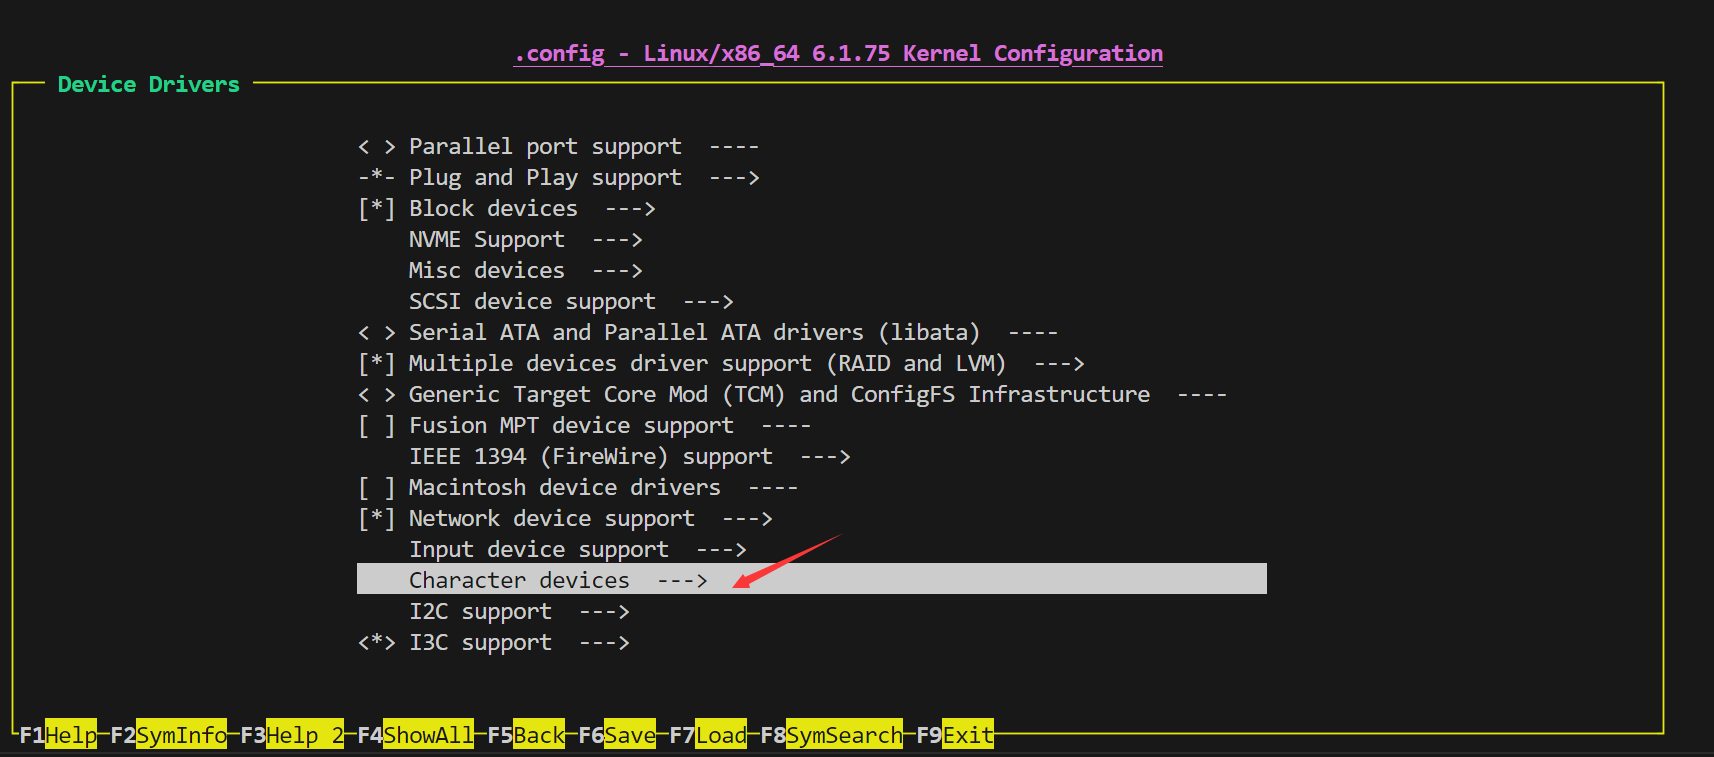 .config - Linux/x86_64 6.1.75 Kernel Configuration
Device Drivers
< > Parallel port support  ----
-*- Plug and Play support  --->
[*] Block devices  --->
NVME Support  --->
Misc devices  --->
SCSI device support  --->
< > Serial ATA and Parallel ATA drivers (libata)  ----
[*] Multiple devices driver support (RAID and LVM)  --->
< > Generic Target Core Mod (TCM) and ConfigFS Infrastructure  ----
[ ] Fusion MPT device support  ----
IEEE 1394 (FireWire) support  --->
[ ] Macintosh device drivers  ----
[*] Network device support  --->
Input device support  --->
Character devices  --->
I2C support  --->
<*> I3C support  --->
F1Help F2SymInfo F3Help 2 F4ShowAll F5Back F6Save F7Load F8SymSearch F9Exit